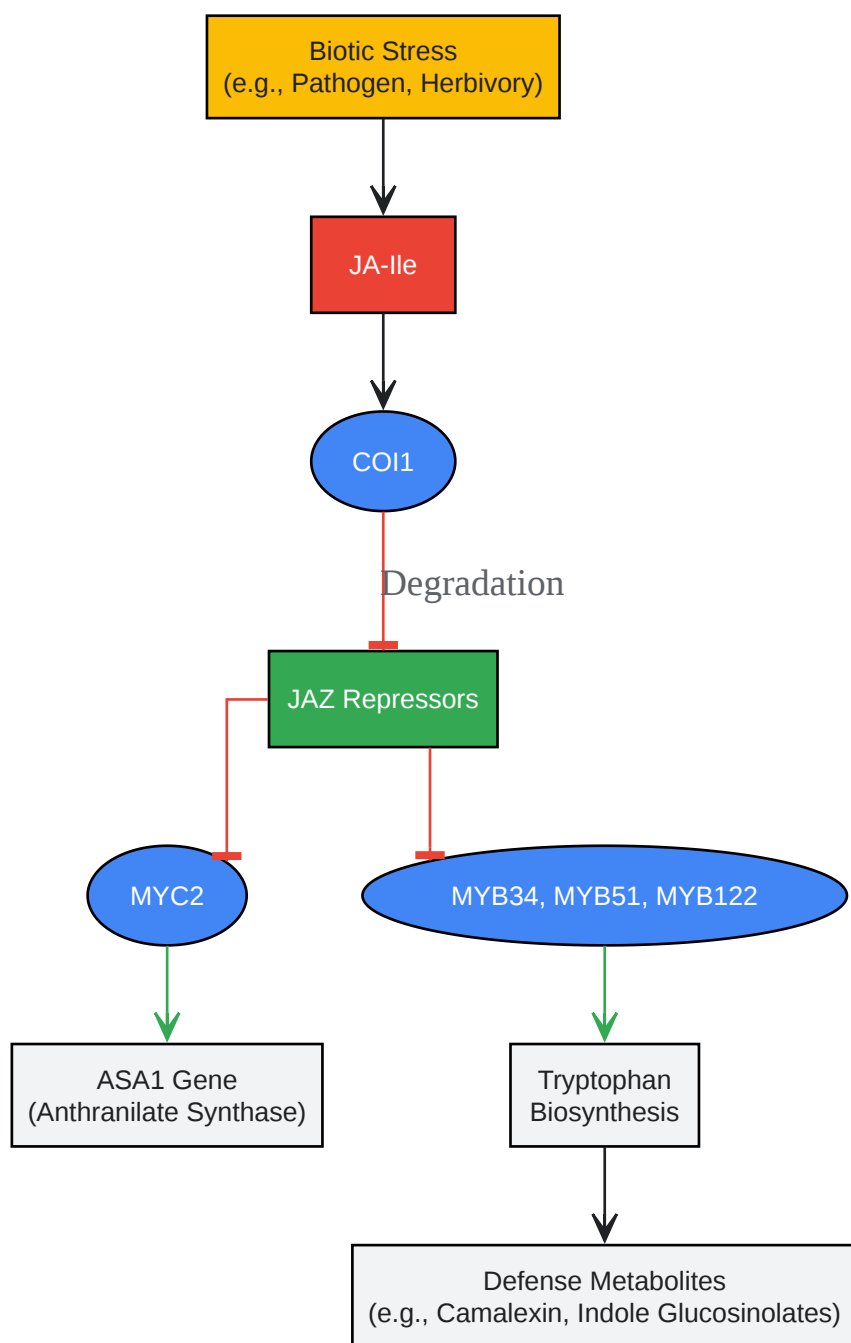 Biotic Stress
(e.g., Pathogen, Herbivory)
JA-Ile
COI1
Degradation
JAZ Repressors
MYC2
MYB34, MYB51, MYB122
ASA1 Gene
(Anthranilate Synthase)
Tryptophan
Biosynthesis
Defense Metabolites
(e.g., Camalexin, Indole Glucosinolates)